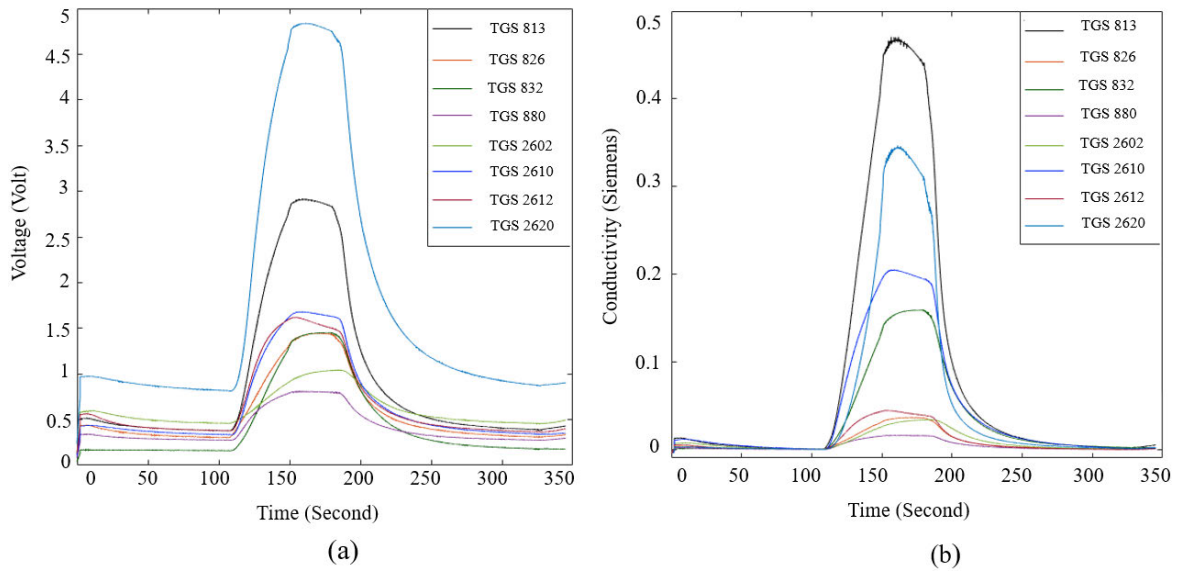 5
4.5
4
3.5
3
2.5
2
1.5
1
0.5
0
Voltage (Volt)
0 50 100 150 200 250 300 350
Time (Second)
TGS 813
TGS 826
TGS 832
TGS 880
TGS 2602
TGS 2610
TGS 2612
TGS 2620
(a)
0.5
0.4
0.3
0.2
0.1
0
Conductivity (Siemens)
0 50 100 150 200 250 300 350
Time (Second)
TGS 813
TGS 826
TGS 832
TGS 880
TGS 2602
TGS 2610
TGS 2612
TGS 2620
(b)